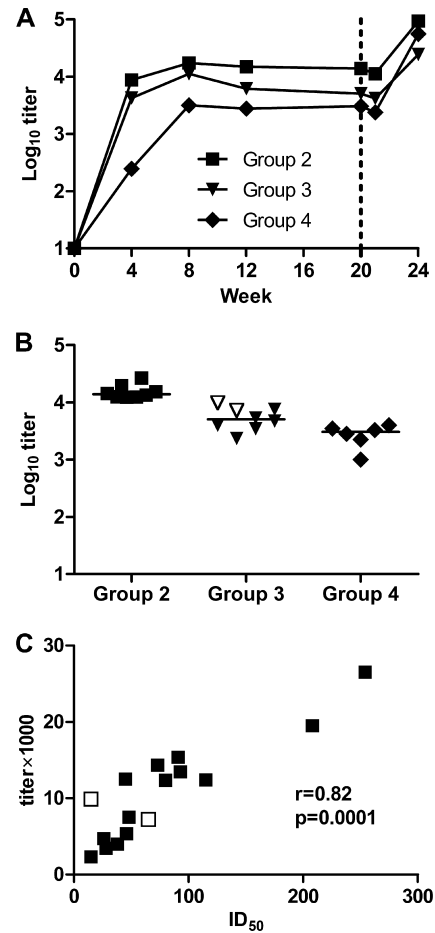 A
5
4
3
2
1
Log10 titer
Group 2
Group 3
Group 4
0 4 8 12 16 20 24
Week
B
5
4
3
2
1
Log10 titer
Group 2 Group 3 Group 4
C
30
20
10
0
titer×1000
r=0.82
p=0.0001
0 100 200 300
ID50